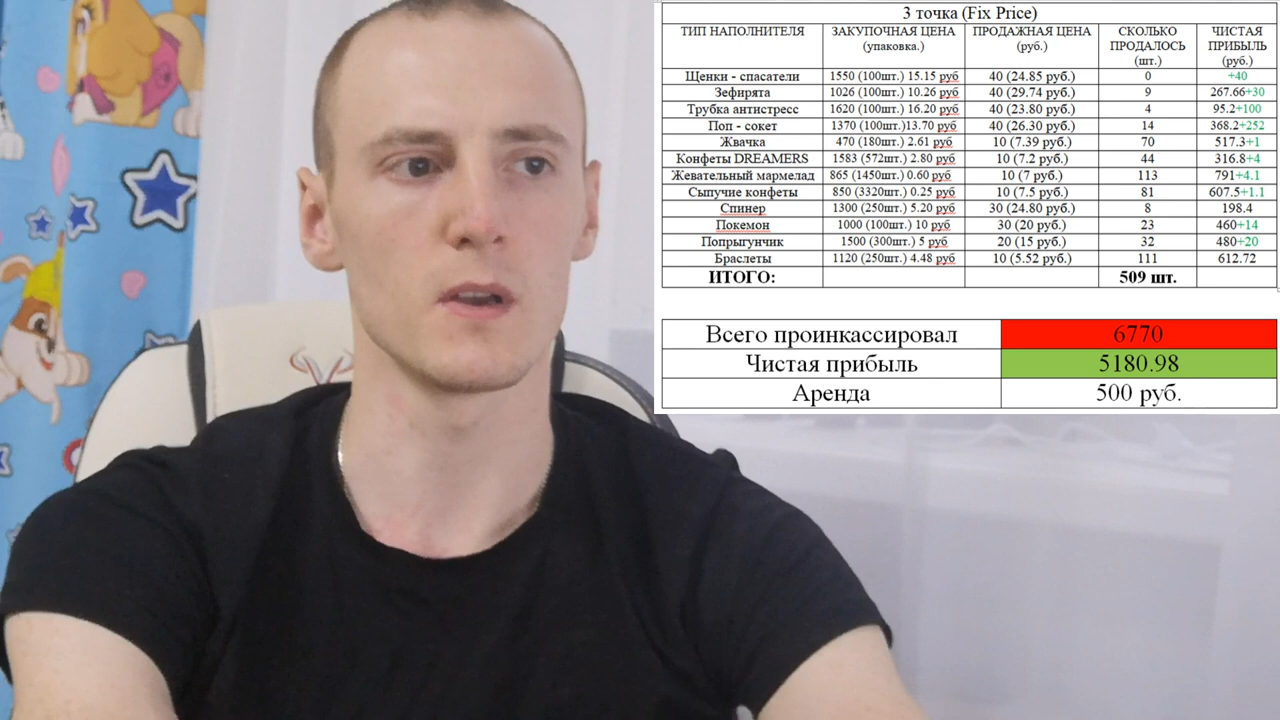 3 точка (Fix Price)
ТИП НАПОЛНИТЕЛЯ ЗАКУПОЧНАЯ ЦЕНА (упаковка.) ПРОДАЖНАЯ ЦЕНА (руб.) СКОЛЬКО ПРОДАЛОСЬ (шт.) ЧИСТАЯ ПРИБЫЛЬ (руб.)
Щенки - спасатели 1550 (100шт.) 15.15 руб 40 (24.85 руб.) 0 +40
Зефирята 1026 (100шт.) 10.26 руб 40 (29.74 руб.) 9 267.66+30
Трубка антистресс 1620 (100шт.) 16.20 руб 40 (23.80 руб.) 4 95.2+100
Поп - сокет 1370 (100шт.)13.70 руб 40 (26.30 руб.) 14 368.2+252
Жвачка 470 (180шт.) 2.61 руб 10 (7.39 руб.) 70 517.3+1
Конфеты DREAMERS 1583 (572шт.) 2.80 руб 10 (7.2 руб.) 44 316.8+4
Жевательный мармелад 865 (1450шт.) 0.60 руб 10 (7 руб.) 113 791+4.1
Сыпучие конфеты 850 (3320шт.) 0.25 руб 10 (7.5 руб.) 81 607.5+1.1
Спинер 1300 (250шт.) 5.20 руб 30 (24.80 руб.) 8 198.4
Покемон 1000 (100шт.) 10 руб 30 (20 руб.) 23 460+14
Попрыгунчик 1500 (300шт.) 5 руб 20 (15 руб.) 32 480+20
Браслеты 1120 (250шт.) 4.48 руб 10 (5.52 руб.) 111 612.72
ИТОГО: 509 шт.
Всего проинкассировал 6770
Чистая прибыль 5180.98
Аренда 500 руб.